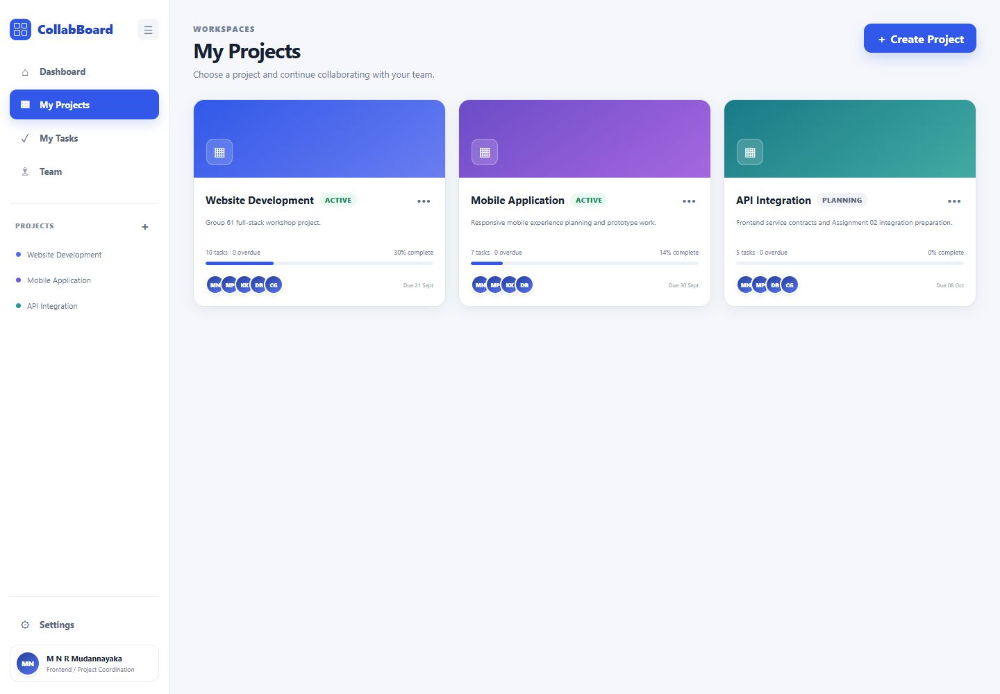 CollabBoard
Dashboard
My Projects
My Tasks
Team
PROJECTS
Website Development
Mobile Application
API Integration
Settings
MN
M N R Mudannayaka
Frontend / Project Coordination
WORKSPACES
My Projects
Choose a project and continue collaborating with your team.
+ Create Project
Website Development ACTIVE
Group 61 full-stack workshop project.
10 tasks · 0 overdue 30% complete
MN MP KK DB CG Due 21 Sept
Mobile Application ACTIVE
Responsive mobile experience planning and prototype work.
7 tasks · 0 overdue 14% complete
MN MP KK DB Due 30 Sept
API Integration PLANNING
Frontend service contracts and Assignment 02 integration preparation.
5 tasks · 0 overdue 0% complete
MN MP DB CG Due 08 Oct